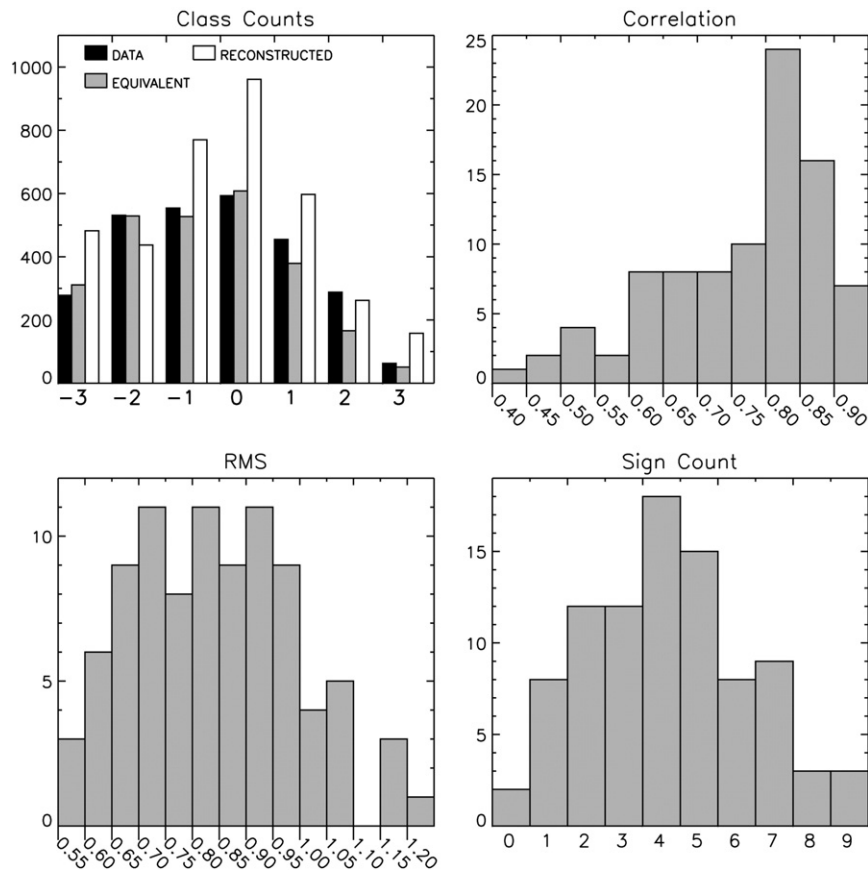 Class Counts
DATA
RECONSTRUCTED
EQUIVALENT
1000
800
600
400
200
0
−3 −2 −1 0 1 2 3
Correlation
25
20
15
10
5
0
0.40 0.45 0.50 0.55 0.60 0.65 0.70 0.75 0.80 0.85 0.90
RMS
10
5
0
0.55 0.60 0.65 0.70 0.75 0.80 0.85 0.90 0.95 1.00 1.05 1.10 1.15 1.20
Sign Count
15
10
5
0
0 1 2 3 4 5 6 7 8 9